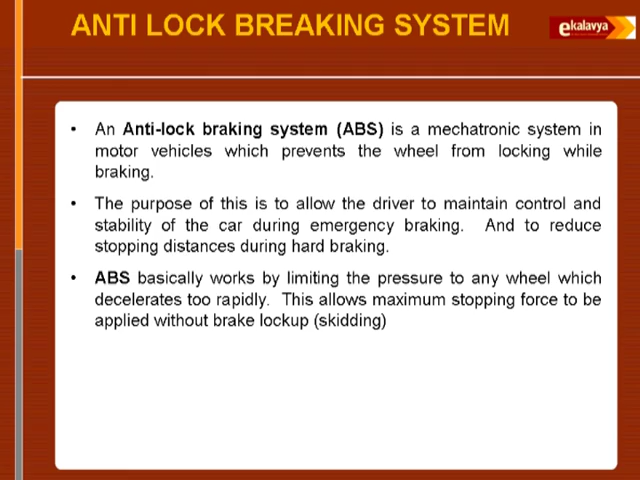 ANTI LOCK BREAKING SYSTEM
ekalavya
• An Anti-lock braking system (ABS) is a mechatronic system in
motor vehicles which prevents the wheel from locking while
braking.
• The purpose of this is to allow the driver to maintain control and
stability of the car during emergency braking. And to reduce
stopping distances during hard braking.
• ABS basically works by limiting the pressure to any wheel which
decelerates too rapidly. This allows maximum stopping force to be
applied without brake lockup (skidding)